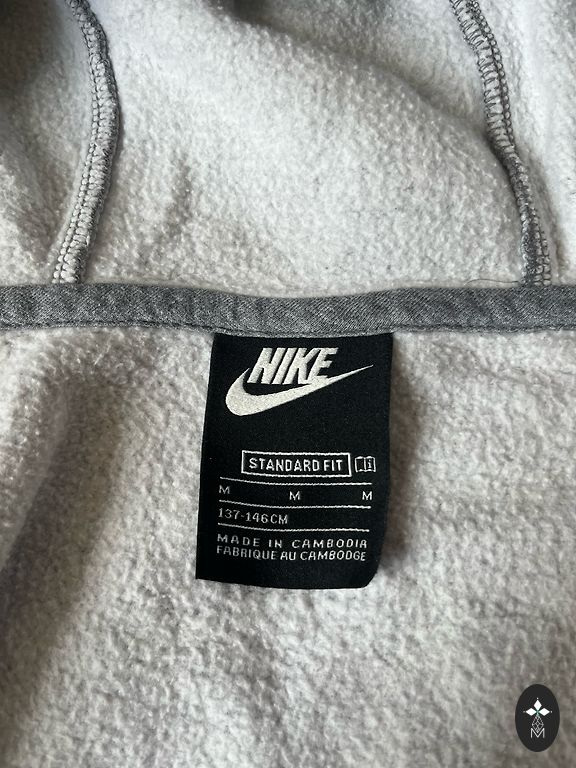 NIKE
STANDARD FIT
M M M
137-146CM
MADE IN CAMBODIA
FABRIQUE AU CAMBODGE
M